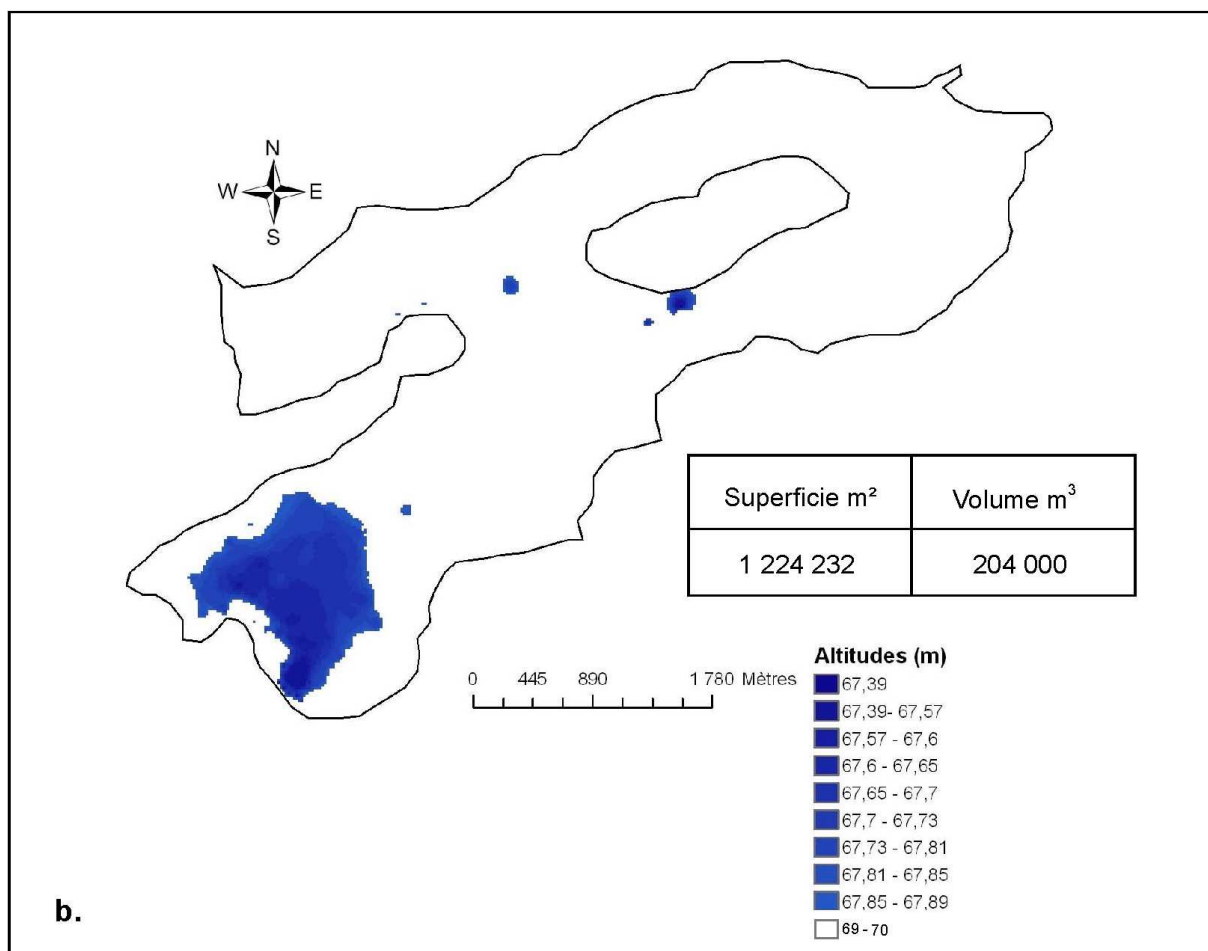 N
W E
S
Superficie m² Volume m³
1 224 232 204 000
0 445 890 1 780 Mètres
Altitudes (m)
67,39
67,39- 67,57
67,57 - 67,6
67,6 - 67,65
67,65 - 67,7
67,7 - 67,73
67,73 - 67,81
67,81 - 67,85
67,85 - 67,89
69 - 70
b.